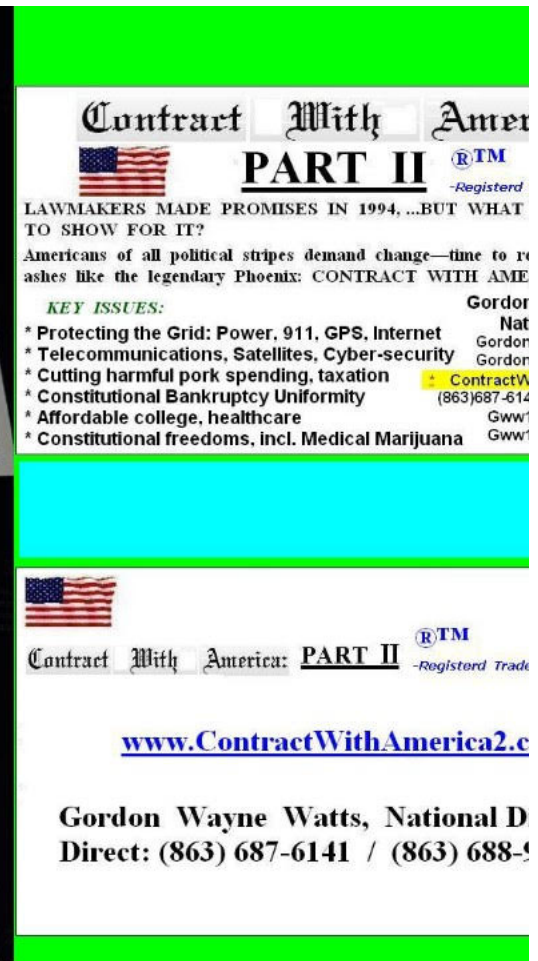 Contract With Amer
PART II ®TM
-Registerd
LAWMAKERS MADE PROMISES IN 1994, ...BUT WHAT
TO SHOW FOR IT?
Americans of all political stripes demand change—time to r
ashes like the legendary Phoenix: CONTRACT WITH AME
KEY ISSUES:
* Protecting the Grid: Power, 911, GPS, Internet
* Telecommunications, Satellites, Cyber-security
* Cutting harmful pork spending, taxation
* Constitutional Bankruptcy Uniformity
* Affordable college, healthcare
* Constitutional freedoms, incl. Medical Marijuana
Gordon
Nat
Gordon
Gordon
ContractW
(863)687-614
Gww1
Gww1
Contract With America: PART II ®TM
-Registerd Trade
www.ContractWithAmerica2.c
Gordon Wayne Watts, National D
Direct: (863) 687-6141 / (863) 688-9